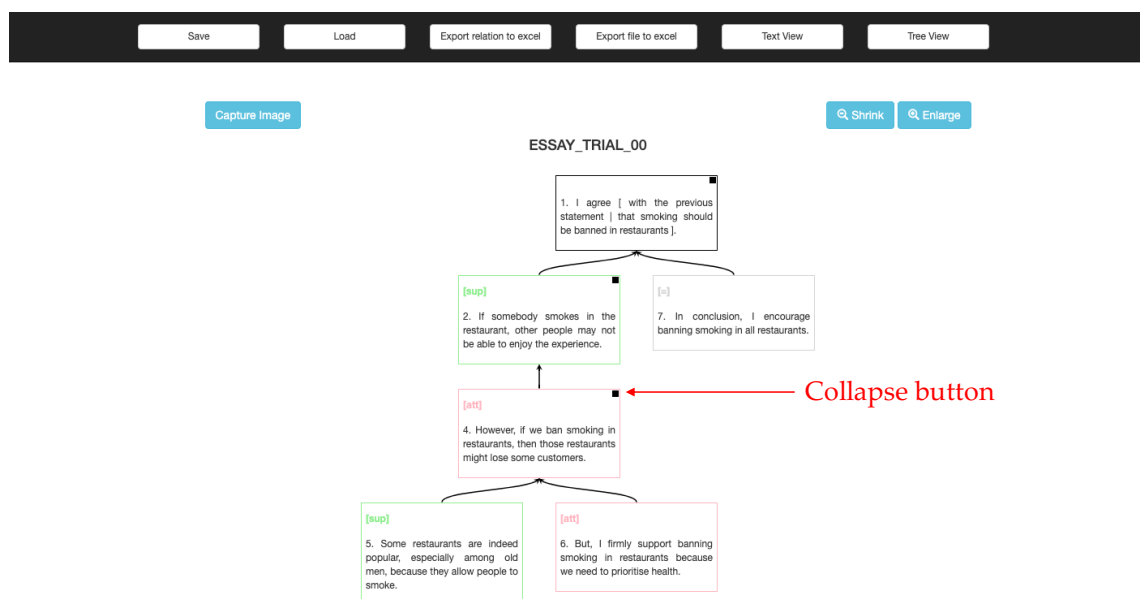 Save Load Export relation to excel Export file to excel Text View Tree View
Capture Image Shrink Enlarge
ESSAY_TRIAL_00
1. I agree [ with the previous
statement | that smoking should
be banned in restaurants ].
[sup]
2. If somebody smokes in the
restaurant, other people may not
be able to enjoy the experience.
[=]
7. In conclusion, I encourage
banning smoking in all restaurants.
[att]
4. However, if we ban smoking in
restaurants, then those restaurants
might lose some customers.
Collapse button
[sup]
5. Some restaurants are indeed
popular, especially among old
men, because they allow people to
smoke.
[att]
6. But, I firmly support banning
smoking in restaurants because
we need to prioritise health.